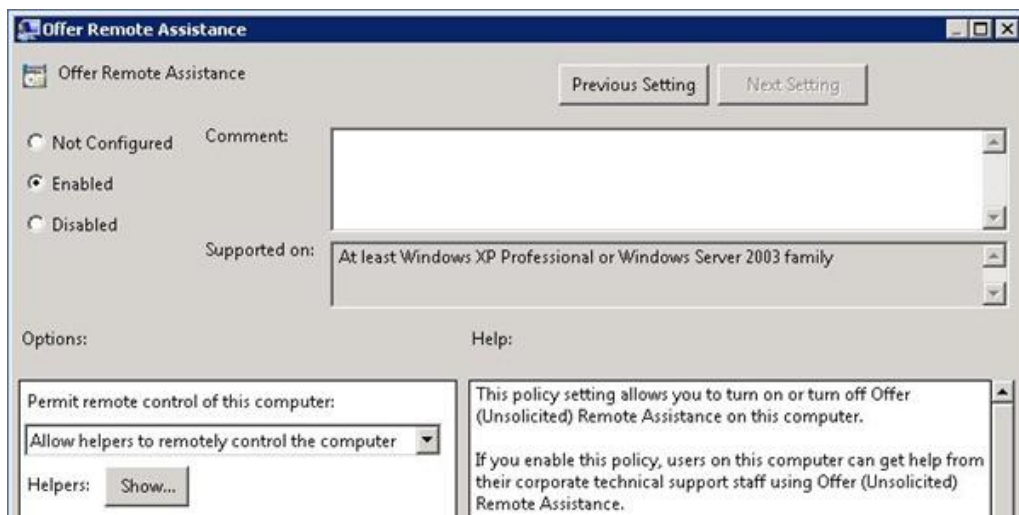 Offer Remote Assistance
Offer Remote Assistance
Previous Setting
Next Setting
Not Configured
Comment:
Enabled
Disabled
Supported on:
At least Windows XP Professional or Windows Server 2003 family
Options:
Help:
Permit remote control of this computer:
Allow helpers to remotely control the computer
Helpers:
Show...
This policy setting allows you to turn on or turn off Offer
(Unsolicited) Remote Assistance on this computer.
If you enable this policy, users on this computer can get help from
their corporate technical support staff using Offer (Unsolicited)
Remote Assistance.